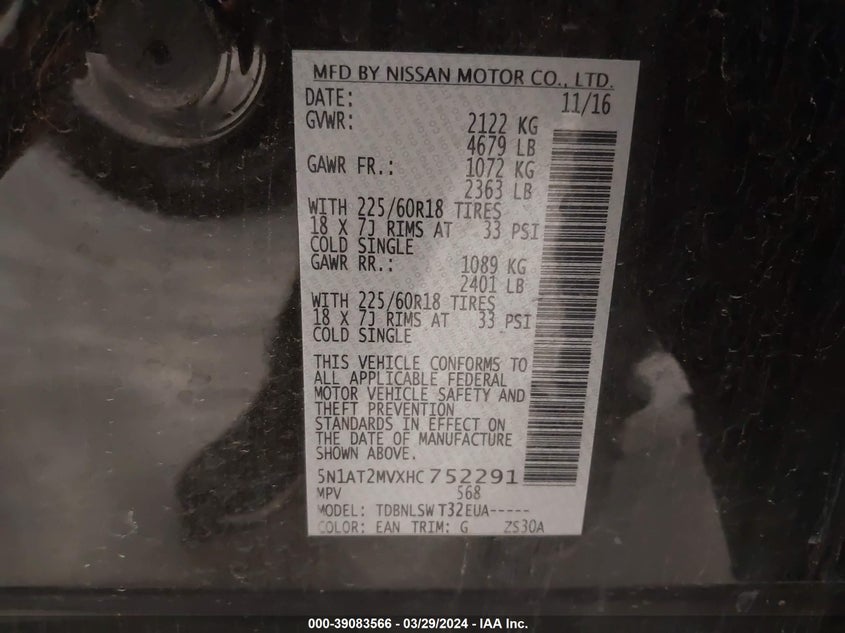 MFD BY NISSAN MOTOR CO., LTD.
DATE: 11/16
GVWR: 2122 KG
4679 LB
GAWR FR.: 1072 KG
2363 LB
WITH 225/60R18 TIRES
18 X 7J RIMS AT 33 PSI
COLD SINGLE
GAWR RR.: 1089 KG
2401 LB
WITH 225/60R18 TIRES
18 X 7J RIMS AT 33 PSI
COLD SINGLE
THIS VEHICLE CONFORMS TO
ALL APPLICABLE FEDERAL
MOTOR VEHICLE SAFETY AND
THEFT PREVENTION
STANDARDS IN EFFECT ON
THE DATE OF MANUFACTURE
SHOWN ABOVE.
5N1AT2MVXHC752291
MPV 568
MODEL: TDBNLSW T32EUA-----
COLOR: EAN TRIM: G ZS30A
000-39083566 - 03/29/2024 - IAA Inc.